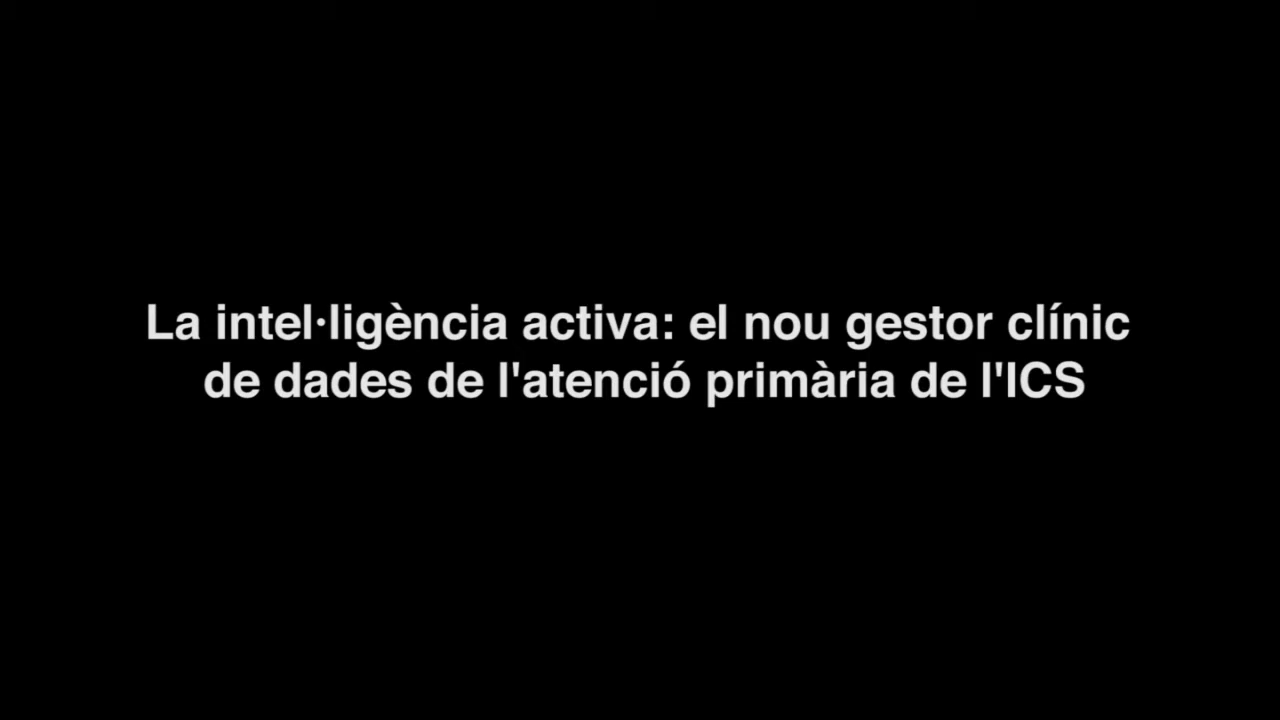 La intel·ligència activa: el nou gestor clínic
de dades de l'atenció primària de l'ICS